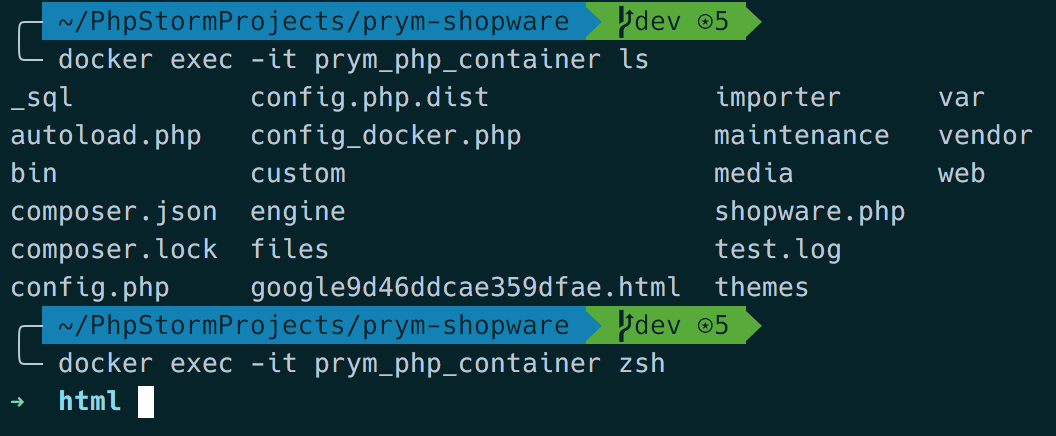 ~/PhpStormProjects/prym-shopware dev ⍟5
docker exec -it prym_php_container ls
_sql config.php.dist importer var
autoload.php config_docker.php maintenance vendor
bin custom media web
composer.json engine shopware.php
composer.lock files test.log
config.php google9d46ddcae359dfae.html themes
~/PhpStormProjects/prym-shopware dev ⍟5
docker exec -it prym_php_container zsh
→ html